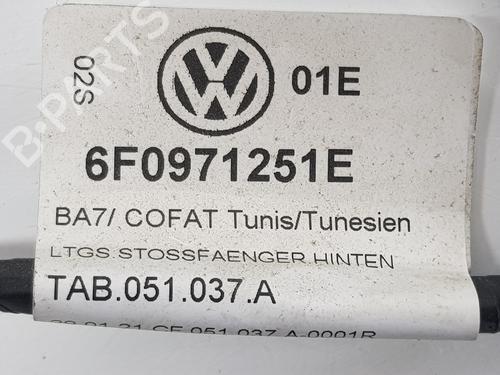 02S
01E
6F0971251E
BA7/ COFAT Tunis/Tunesien
LTGS.STOSSFAENGER.HINTEN
TAB.051.037.A
B-PARTS